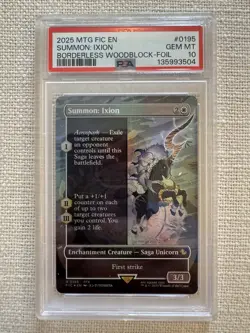 2025 MTG FIC EN
#0195
SUMMON: IXION
GEM MT
BORDERLESS WOODBLOCK-FOIL
10
PSA
135993504
Summon: Ixion
I
Aerospark — Exile
target creature
an opponent
controls until this
Saga leaves the
battlefield.
II
III
Put a +1/+1
counter on each
of up to two
target creatures
you control. You
gain 2 life.
Enchantment Creature — Saga Unicorn
First strike
3/3